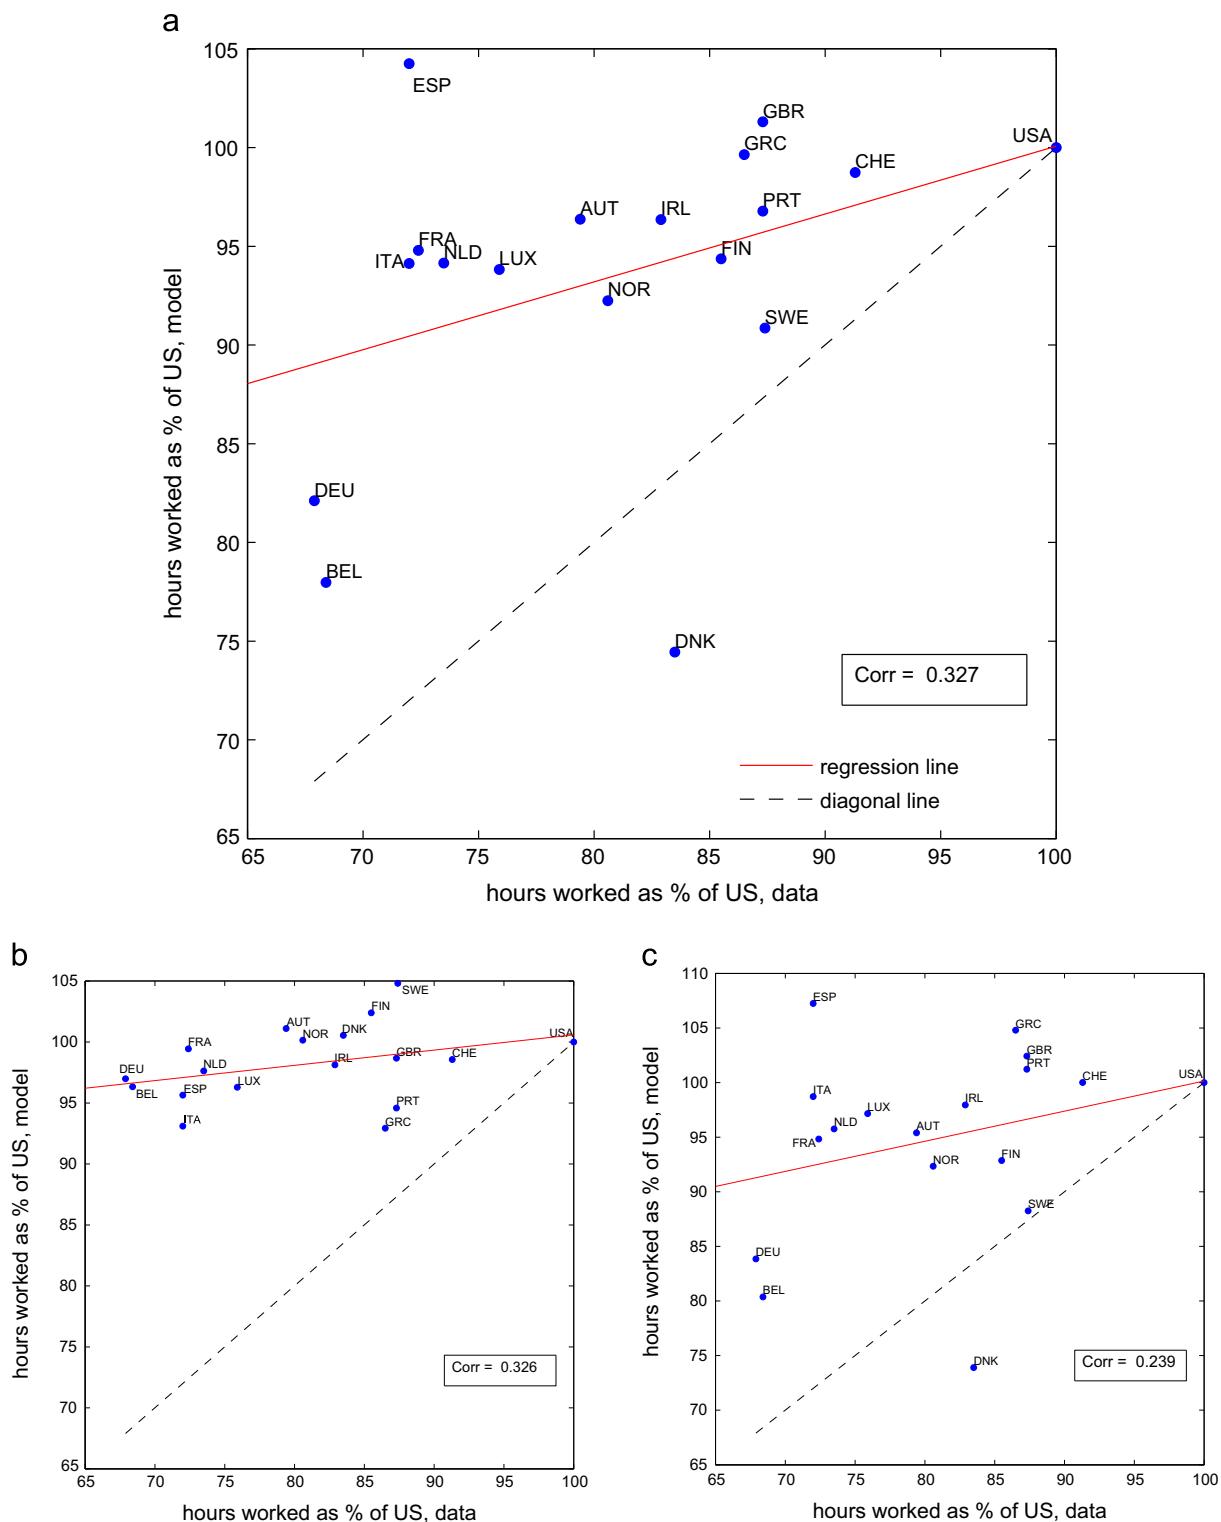 a
105
ESP
GBR
USA
GRC
100
CHE
AUT
IRL
PRT
FRA
NLD
FIN
95
ITA
LUX
NOR
SWE
90
hours worked as % of US, model
85
DEU
80
BEL
75
DNK
Corr = 0.327
70
regression line
diagonal line
65
65 70 75 80 85 90 95 100
hours worked as % of US, data
b
105
SWE
FIN
AUT
NOR
DNK
USA
100
FRA
IRL
GBR
CHE
DEU
NLD
BEL
ESP
LUX
95
PRT
ITA
GRC
90
hours worked as % of US, model
85
80
75
Corr = 0.326
70
65
65 70 75 80 85 90 95 100
hours worked as % of US, data
c
110
ESP
105
GRC
GBR
PRT
100
CHE
USA
ITA
LUX
IRL
NLD
AUT
95
FRA
NOR
FIN
90
SWE
hours worked as % of US, model
85
DEU
80
BEL
75
DNK
Corr = 0.239
70
65
65 70 75 80 85 90 95 100
hours worked as % of US, data